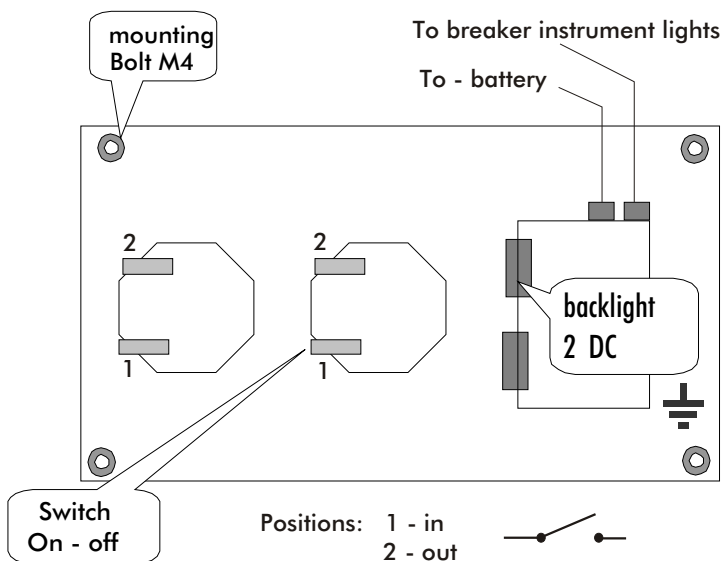 mounting
Bolt M4
To breaker instrument lights
To - battery
2
2
backlight
2 DC
1
1
Switch
On - off
Positions: 1 - in
2 - out